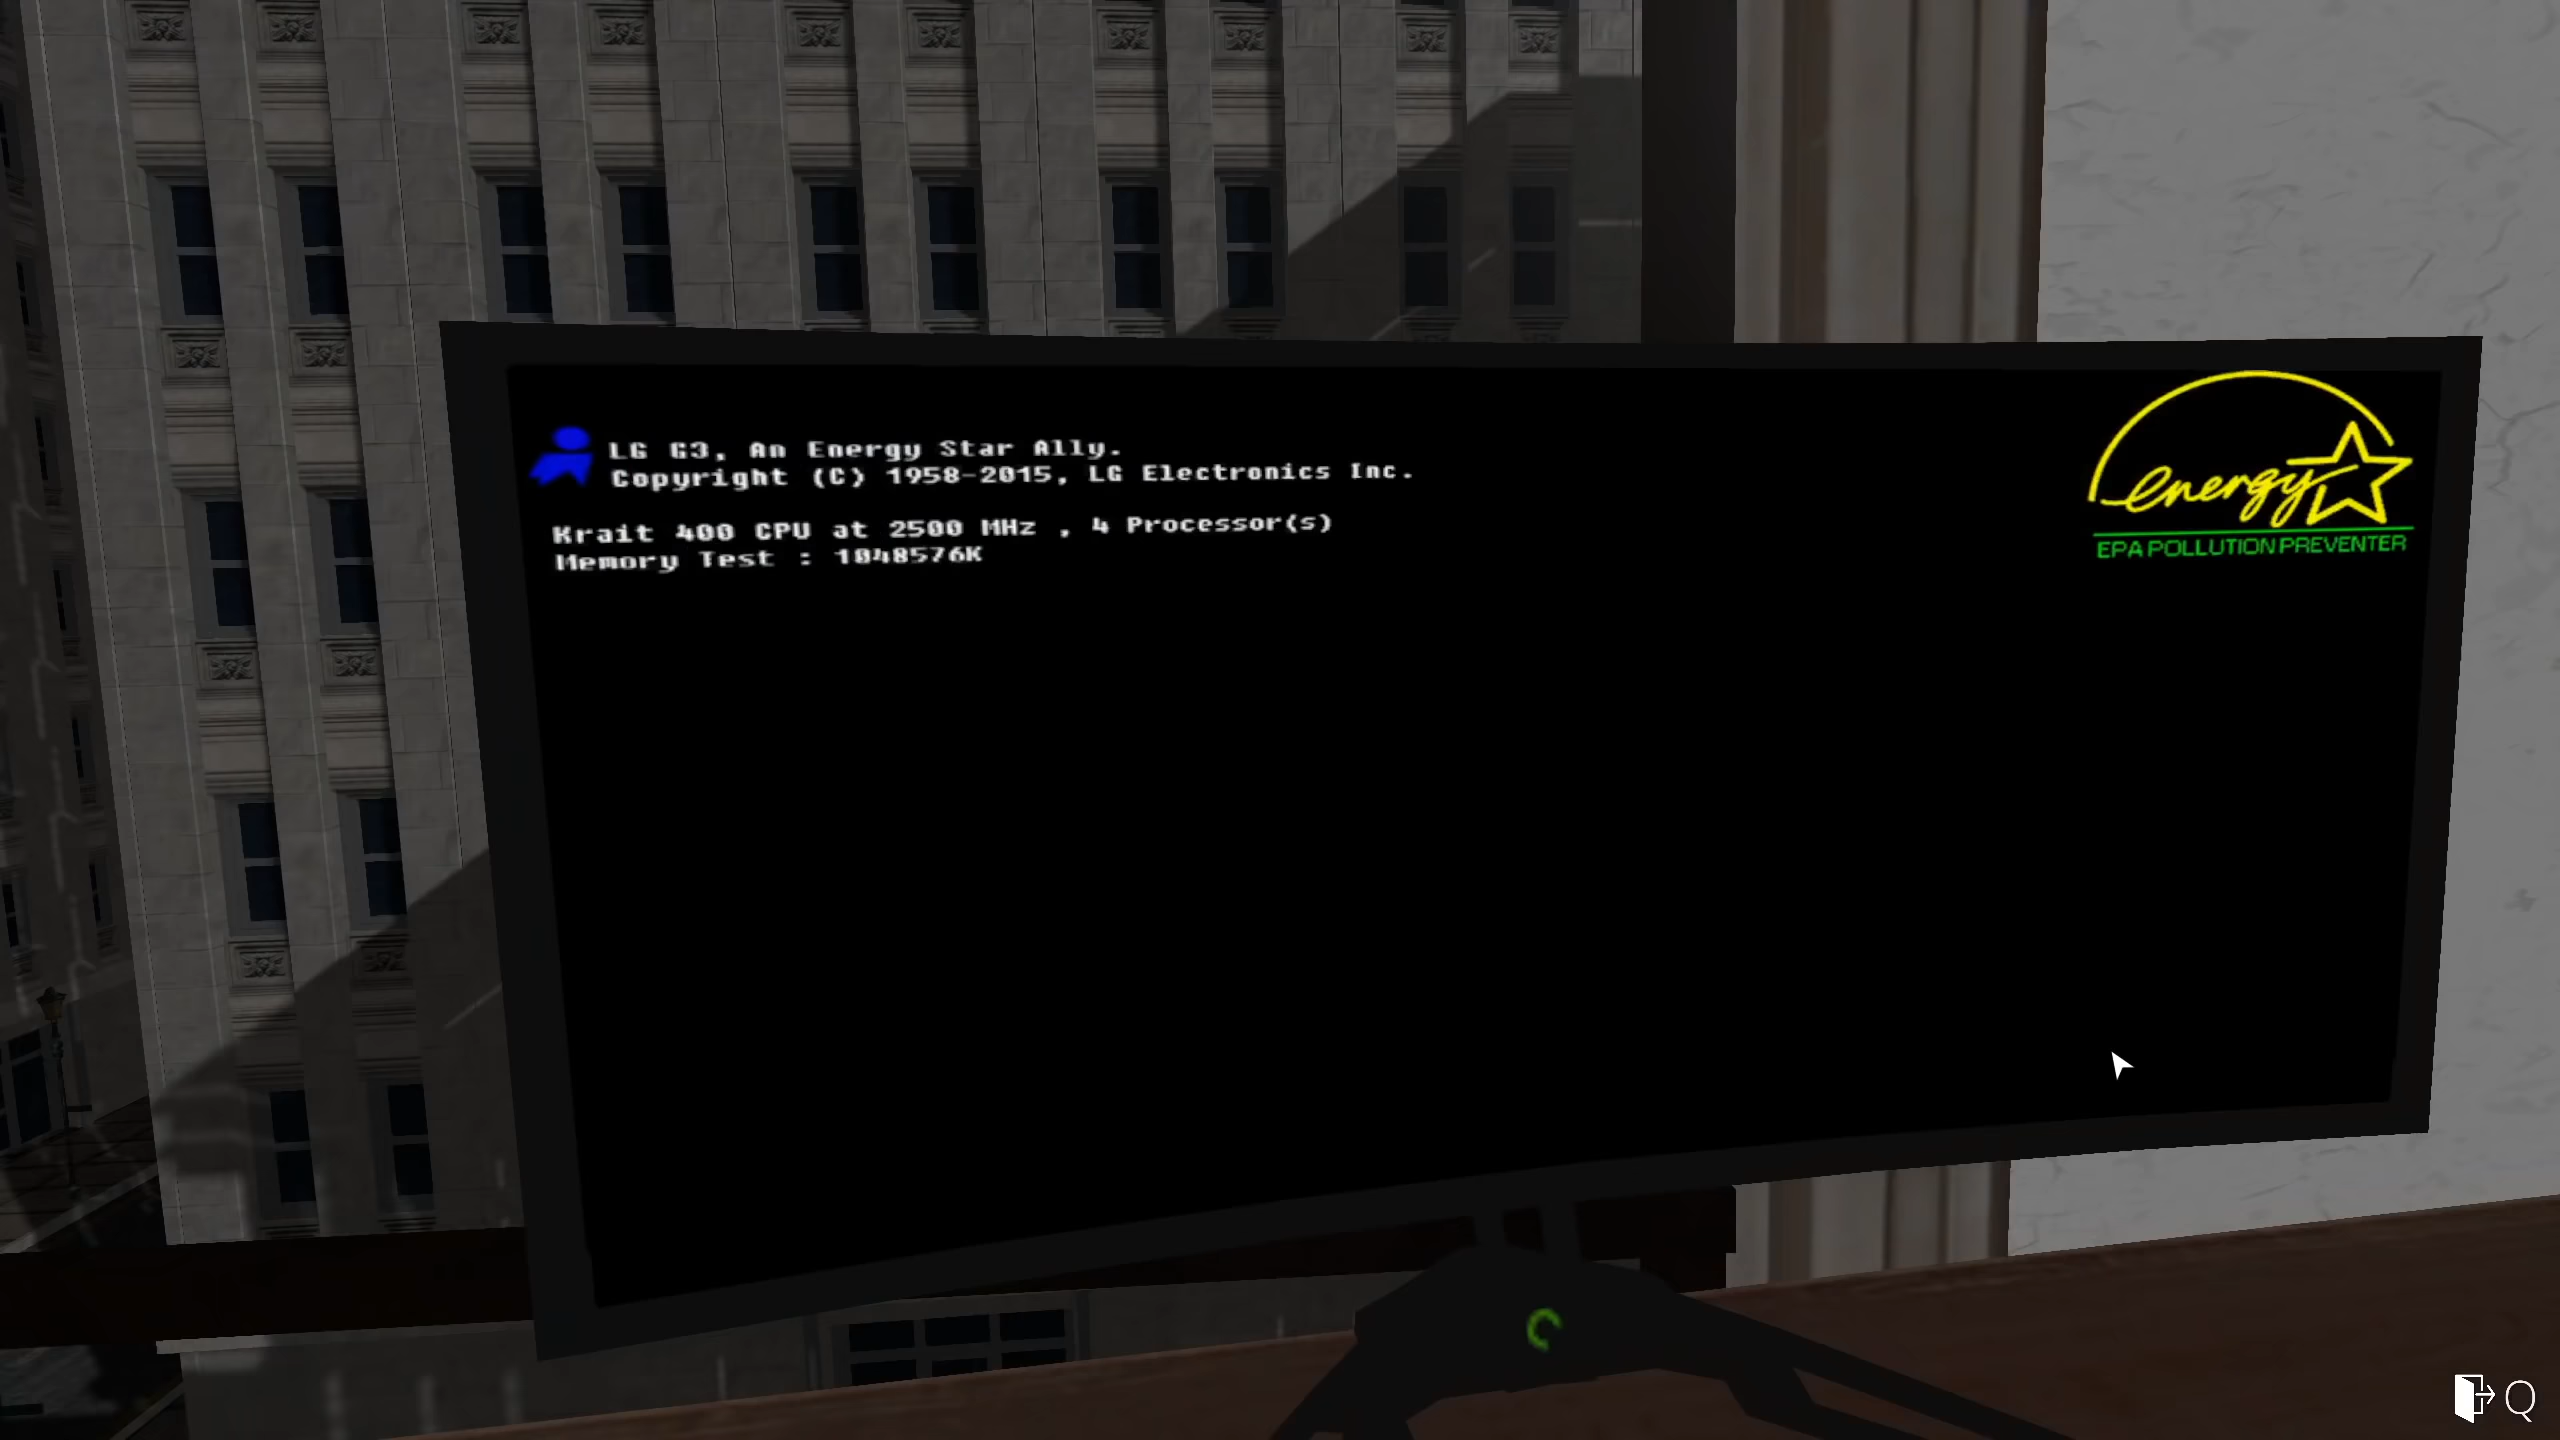 LG G3, An Energy Star Ally.
Copyright (C) 1958-2015, LG Electronics Inc.
energy
EPA POLLUTION PREVENTER
Krait 400 CPU at 2500 MHz , 4 Processor(s)
Memory Test : 1048576K
Q